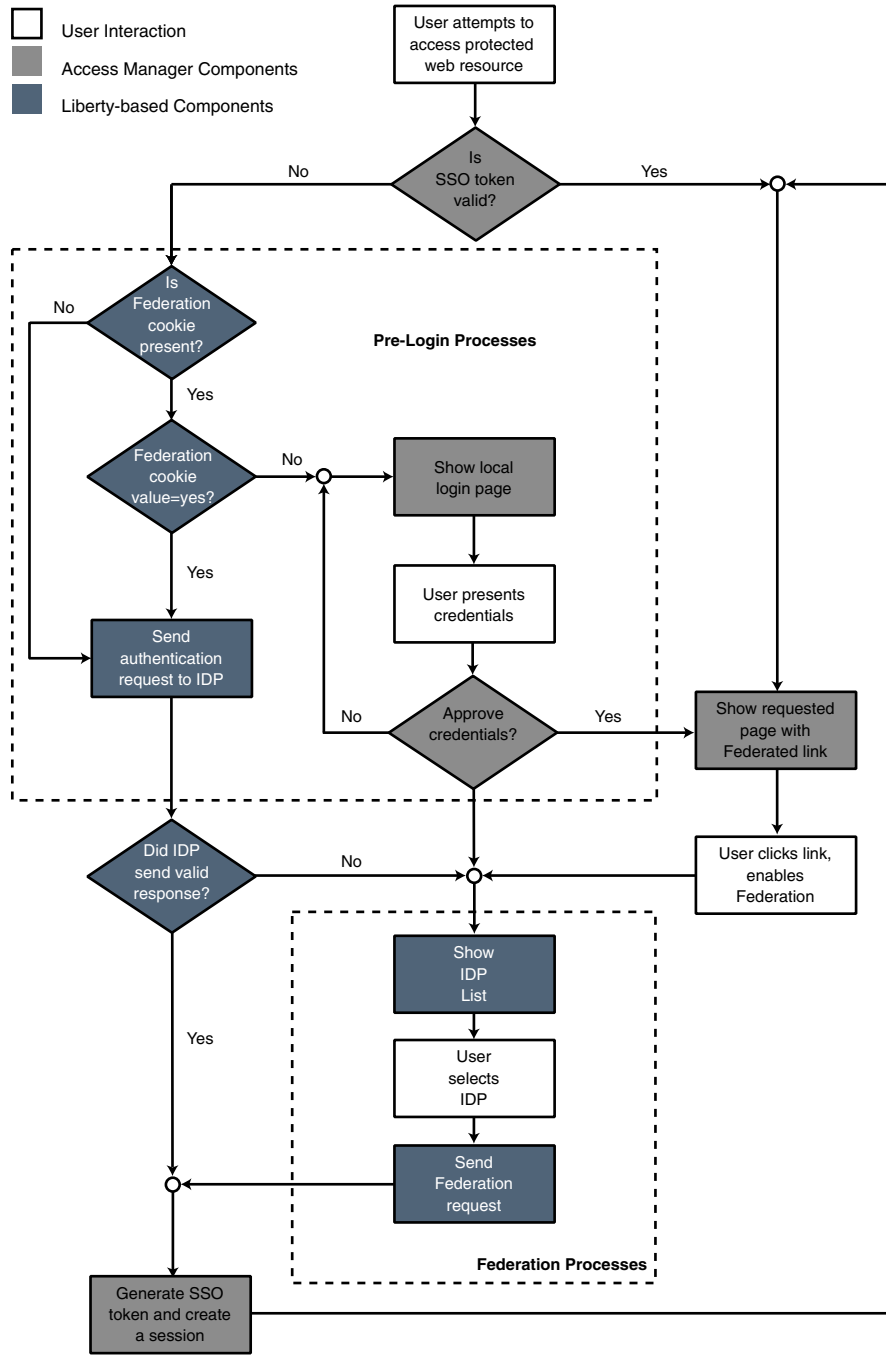 User Interaction
Access Manager Components
Liberty-based Components
User attempts to
access protected
web resource
Is
SSO token
valid?
No
Yes
Is
Federation
cookie
present?
No
Pre-Login Processes
Yes
Federation
cookie
value=yes?
No
Show local
login page
Yes
User presents
credentials
Send
authentication
request to IDP
Approve
credentials?
No
Yes
Show requested
page with
Federated link
Did IDP
send valid
response?
No
User clicks link,
enables
Federation
Show
IDP
List
Yes
User
selects
IDP
Send
Federation
request
Federation Processes
Generate SSO
token and create
a session